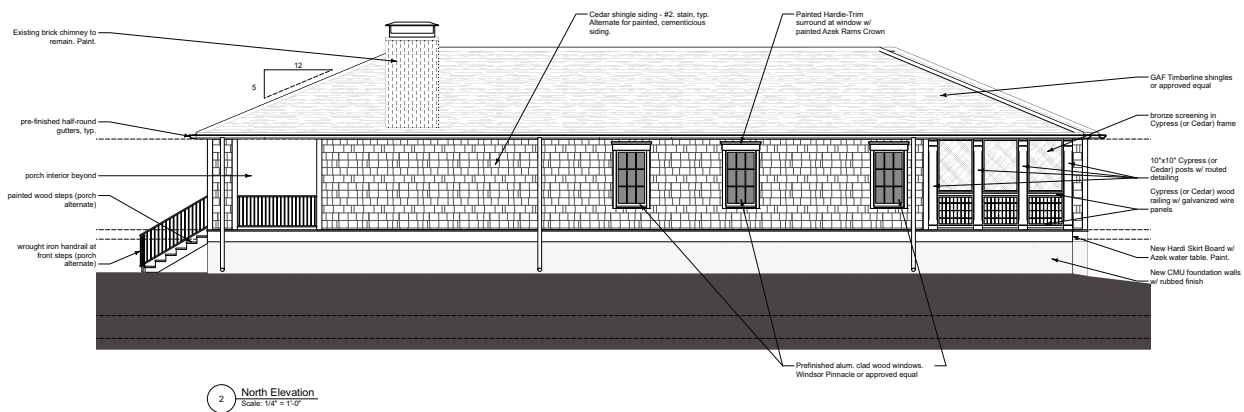 Existing brick chimney to
remain. Paint.
12
5
pre-finished half-round
gutters, typ.
porch interior beyond
painted wood steps (porch
alternate)
wrought iron handrail at
front steps (porch
alternate)
Cedar shingle siding - #2. stain, typ.
Alternate for painted, cementicious
siding.
Painted Hardie-Trim
surround at window w/
painted Azek Rams Crown
GAF Timberline shingles
or approved equal
bronze screening in
Cypress (or Cedar) frame
10"x10" Cypress (or
Cedar) posts w/ routed
detailing
Cypress (or Cedar) wood
railing w/ galvanized wire
panels
New Hardi Skirt Board w/
Azek water table. Paint.
New CMU foundation walls
w/ rubbed finish
Prefinished alum. clad wood windows.
Windsor Pinnacle or approved equal
2
North Elevation
Scale: 1/4" = 1'-0"